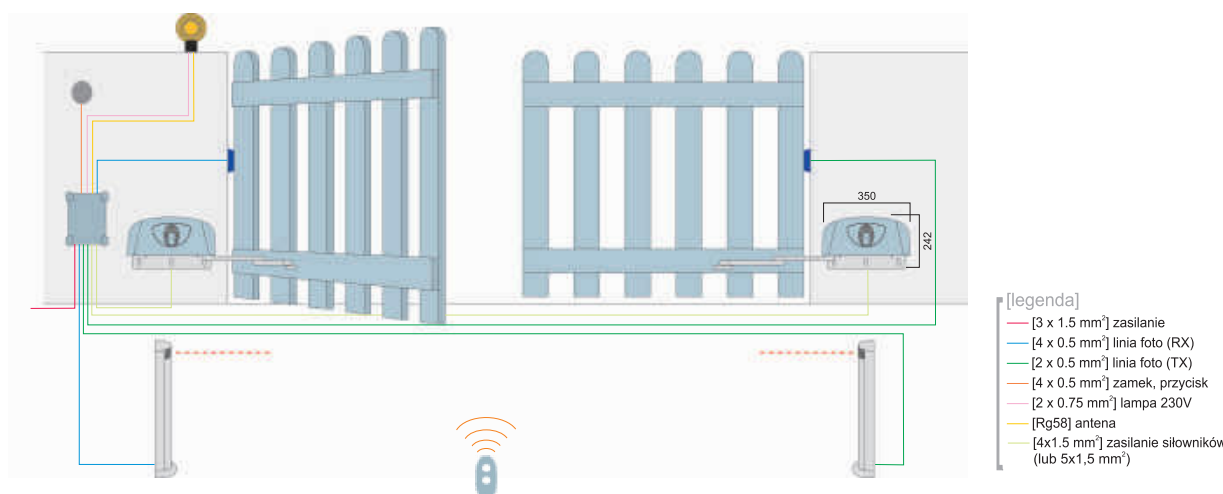 350
242
[legenda]
[3 x 1.5 mm²] zasilanie
[4 x 0.5 mm²] linia foto (RX)
[2 x 0.5 mm²] linia foto (TX)
[4 x 0.5 mm²] zamek, przycisk
[2 x 0.75 mm²] lampa 230V
[Rg58] antena
[4x1.5 mm²] zasilanie siłowników
(lub 5x1,5 mm²)